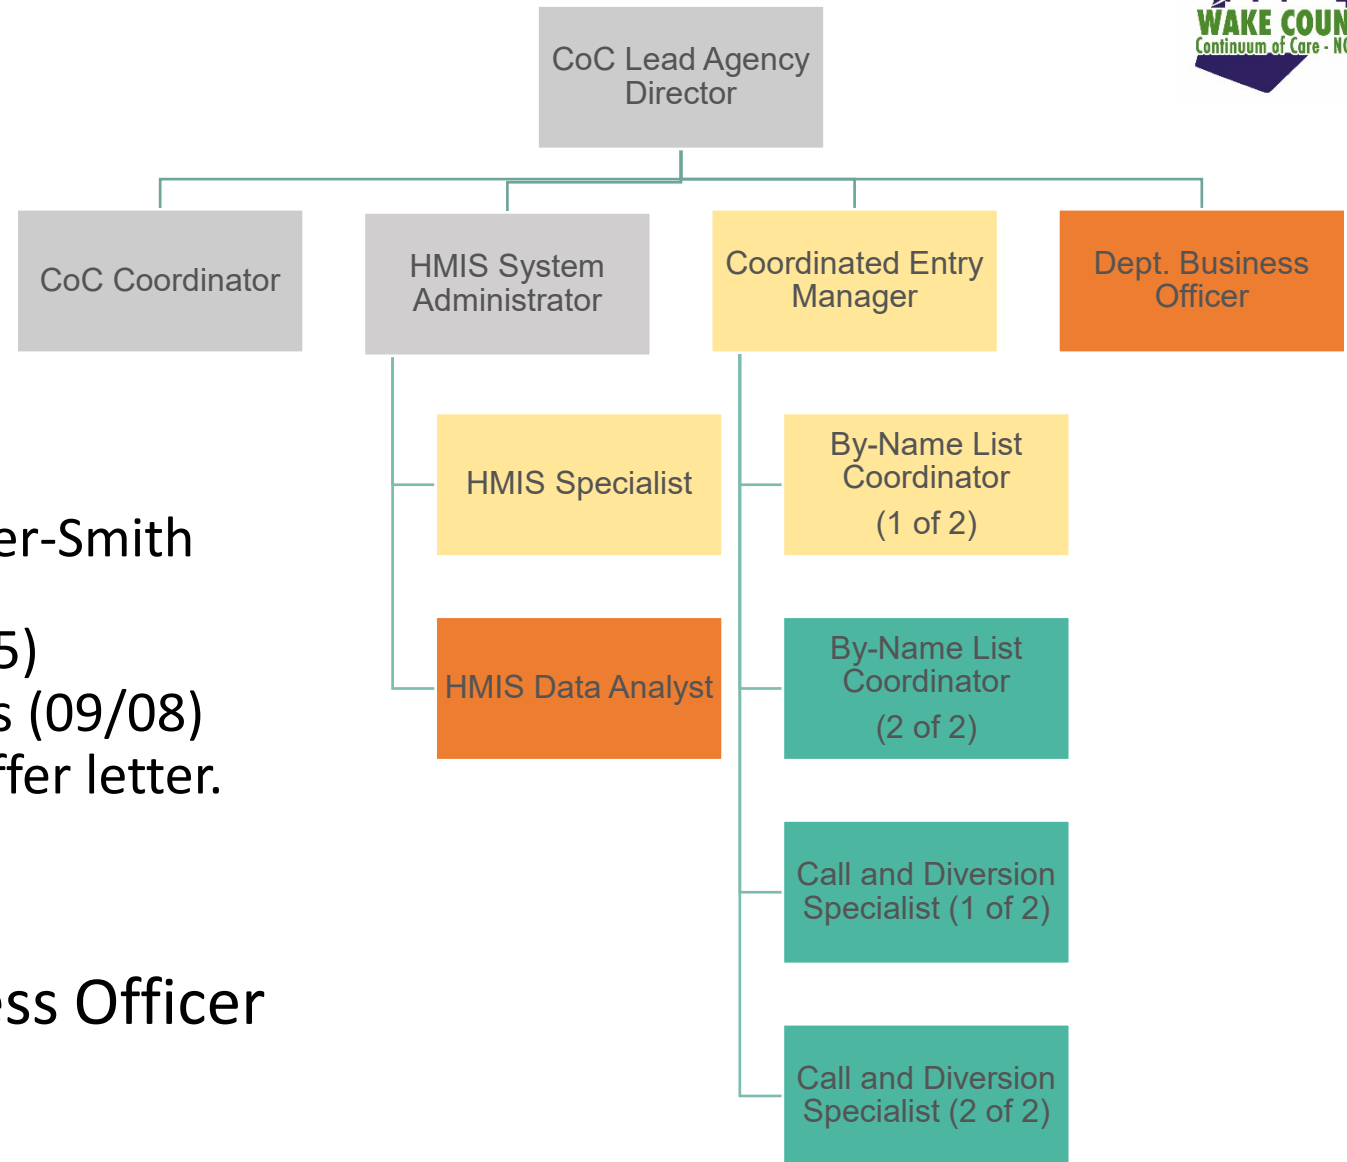 WAKE COUN
Continuum of Care - NC
CoC Lead Agency
Director
CoC Coordinator
HMIS System
Administrator
Coordinated Entry
Manager
Dept. Business
Officer
HMIS Specialist
By-Name List
Coordinator
(1 of 2)
HMIS Data Analyst
By-Name List
Coordinator
(2 of 2)
Call and Diversion
Specialist (1 of 2)
Call and Diversion
Specialist (2 of 2)
er-Smith
5)
s (09/08)
ffer letter.
ess Officer